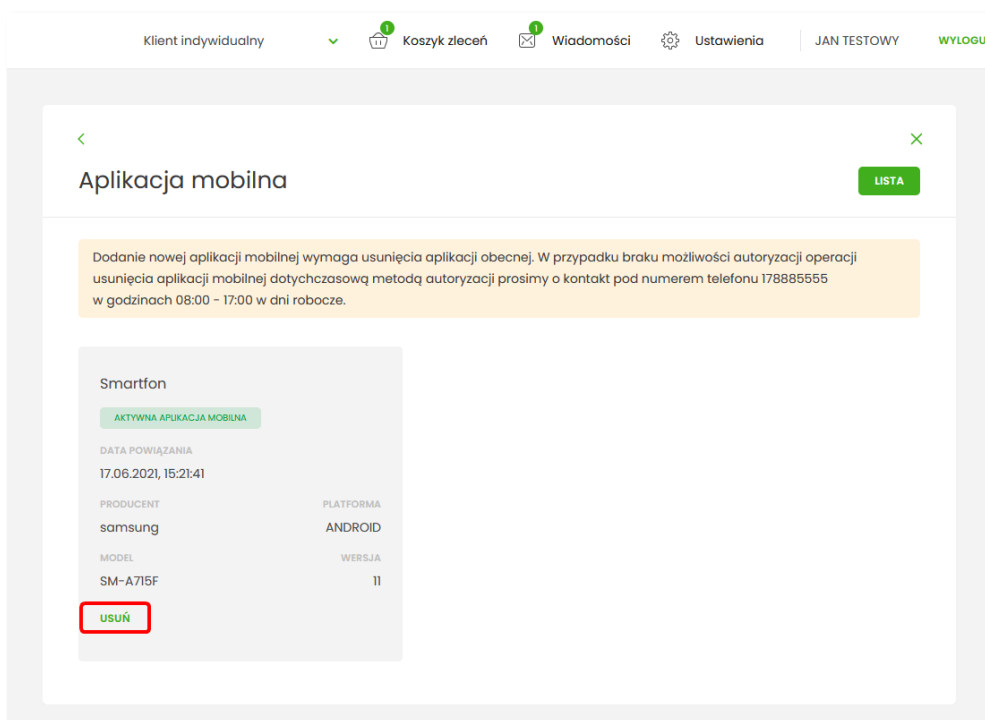 Klient indywidualny 1 Koszyk zleceń 1 Wiadomości Ustawienia JAN TESTOWY WYLOGU
Aplikacja mobilna LISTA
Dodanie nowej aplikacji mobilnej wymaga usunięcia aplikacji obecnej. W przypadku braku możliwości autoryzacji operacji
usunięcia aplikacji mobilnej dotychczasową metodą autoryzacji prosimy o kontakt pod numerem telefonu 178885555
w godzinach 08:00 - 17:00 w dni robocze.
Smartfon
AKTYWNA APLIKACJA MOBILNA
DATA POWIĄZANIA
17.06.2021, 15:21:41
PRODUCENT PLATFORMA
samsung ANDROID
MODEL WERSJA
SM-A715F 11
USUŃ